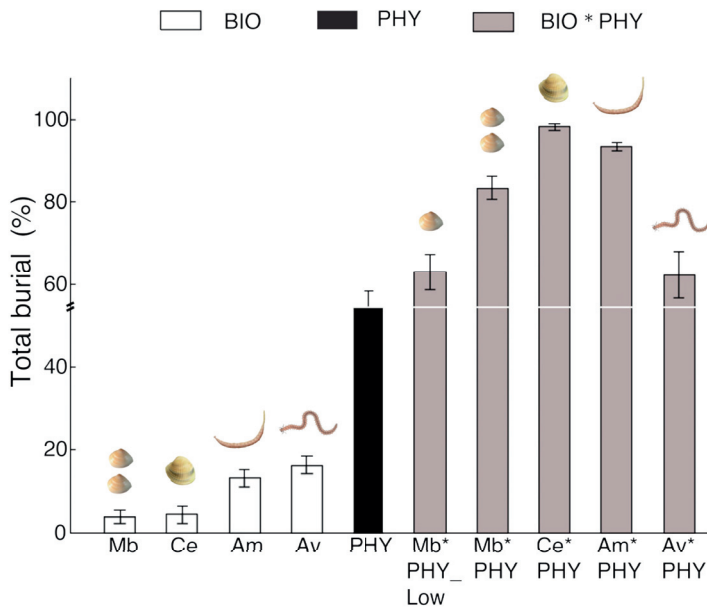 BIO PHY BIO * PHY
Total burial (%)
100
80
60
40
20
0
Mb Ce Am Av PHY Mb* Mb* Ce* Am* Av*
PHY_ PHY PHY PHY PHY
Low